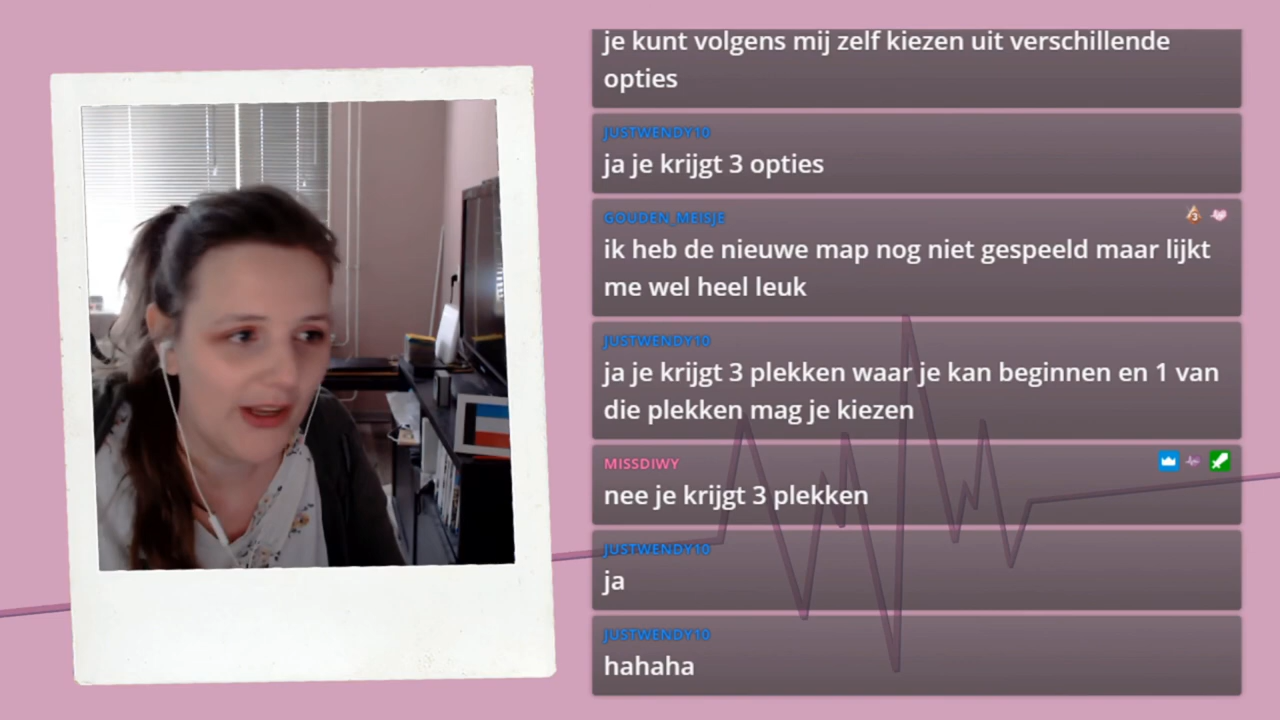 je kunt volgens mij zelf kiezen uit verschillende
opties
JUSTWENDY10
ja je krijgt 3 opties
GOUDEN_MEISJE
ik heb de nieuwe map nog niet gespeeld maar lijkt
me wel heel leuk
JUSTWENDY10
ja je krijgt 3 plekken waar je kan beginnen en 1 van
die plekken mag je kiezen
MISSDIWY
nee je krijgt 3 plekken
JUSTWENDY10
ja
JUSTWENDY10
hahaha